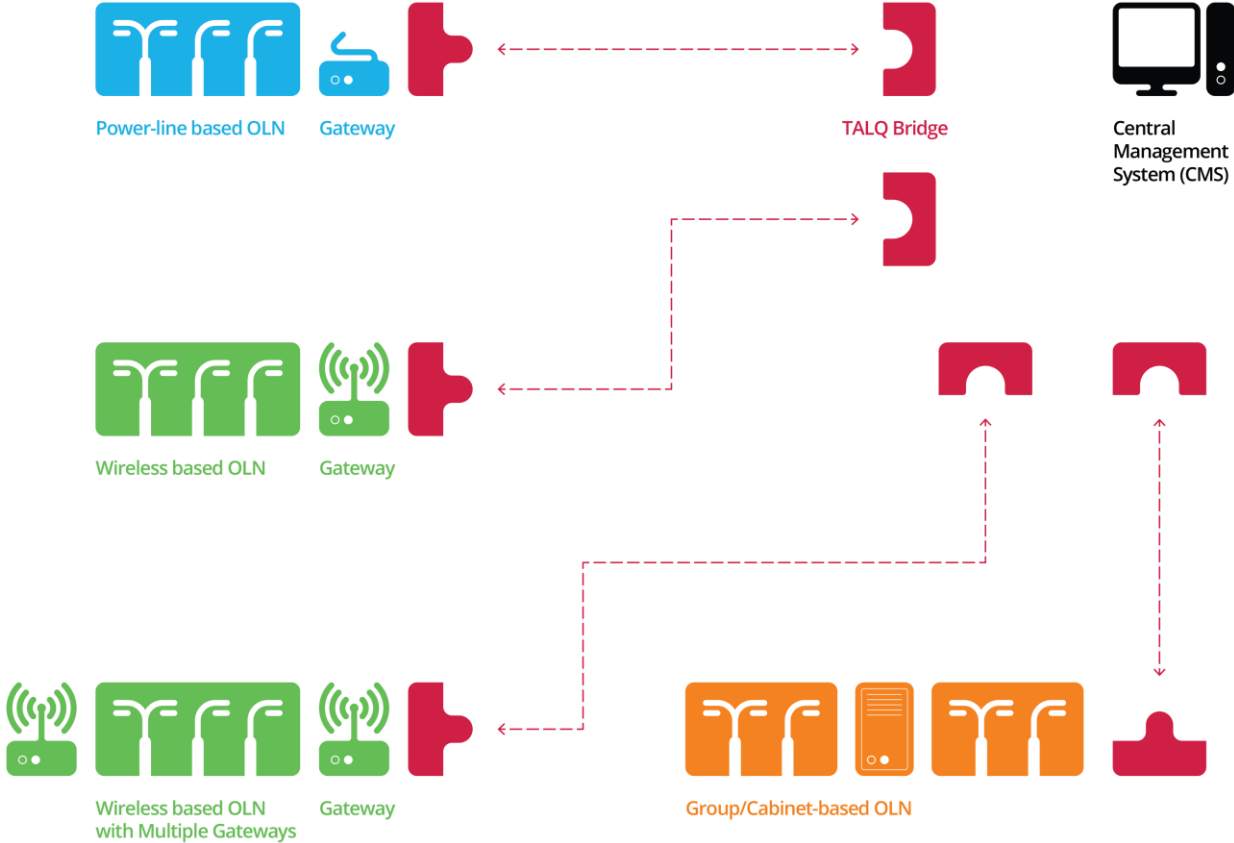 Power-line based OLN
Gateway
TALQ Bridge
Central
Management
System (CMS)
Wireless based OLN
Gateway
Wireless based OLN
with Multiple Gateways
Gateway
Group/Cabinet-based OLN